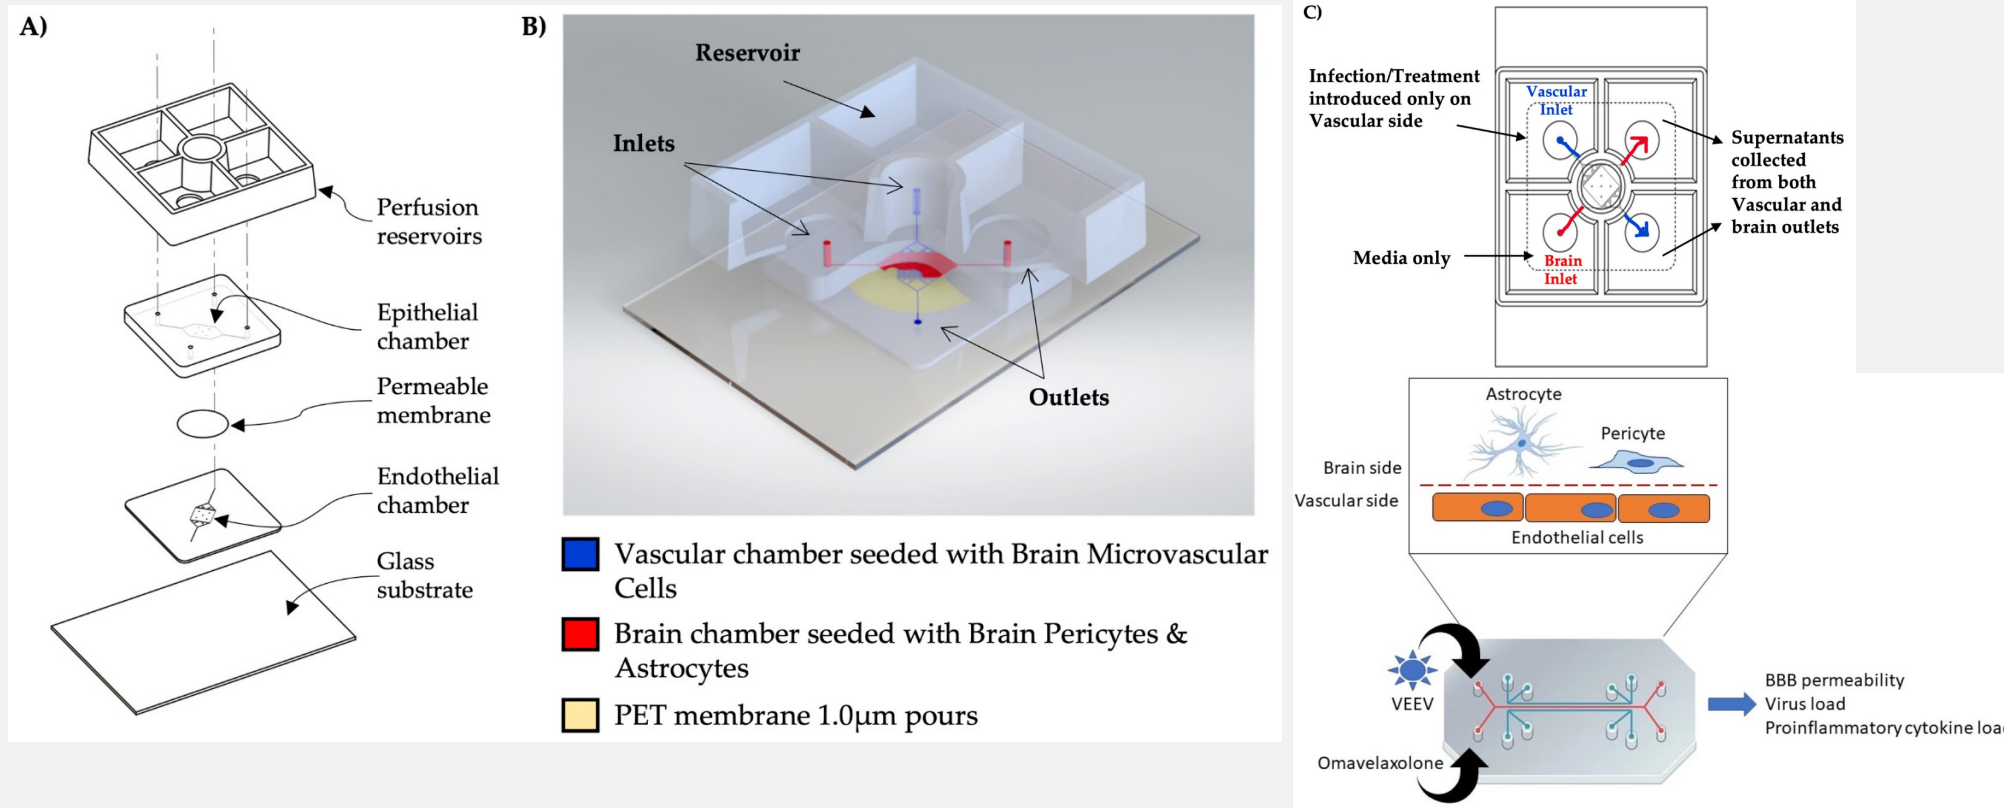 A)
Perfusion
reservoirs
Epithelial
chamber
Permeable
membrane
Endothelial
chamber
Glass
substrate
B)
Reservoir
Inlets
Outlets
Vascular chamber seeded with Brain Microvascular
Cells
Brain chamber seeded with Brain Pericytes &
Astrocytes
PET membrane 1.0µm pours
C)
Infection/Treatment
introduced only on
Vascular side
Vascular
Inlet
Supernatants
collected
from both
Vascular and
brain outlets
Media only
Brain
Inlet
Astrocyte
Pericyte
Brain side
Vascular side
Endothelial cells
VEEV
Omavelaxolone
BBB permeability
Virus load
Proinflammatory cytokine loa